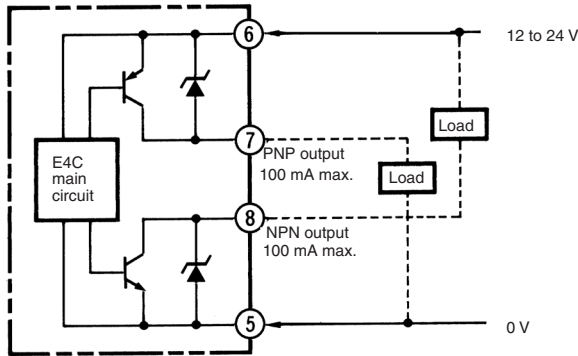 6
12 to 24 V
Load
7
PNP output
100 mA max.
Load
E4C
main
circuit
8
NPN output
100 mA max.
5
0 V